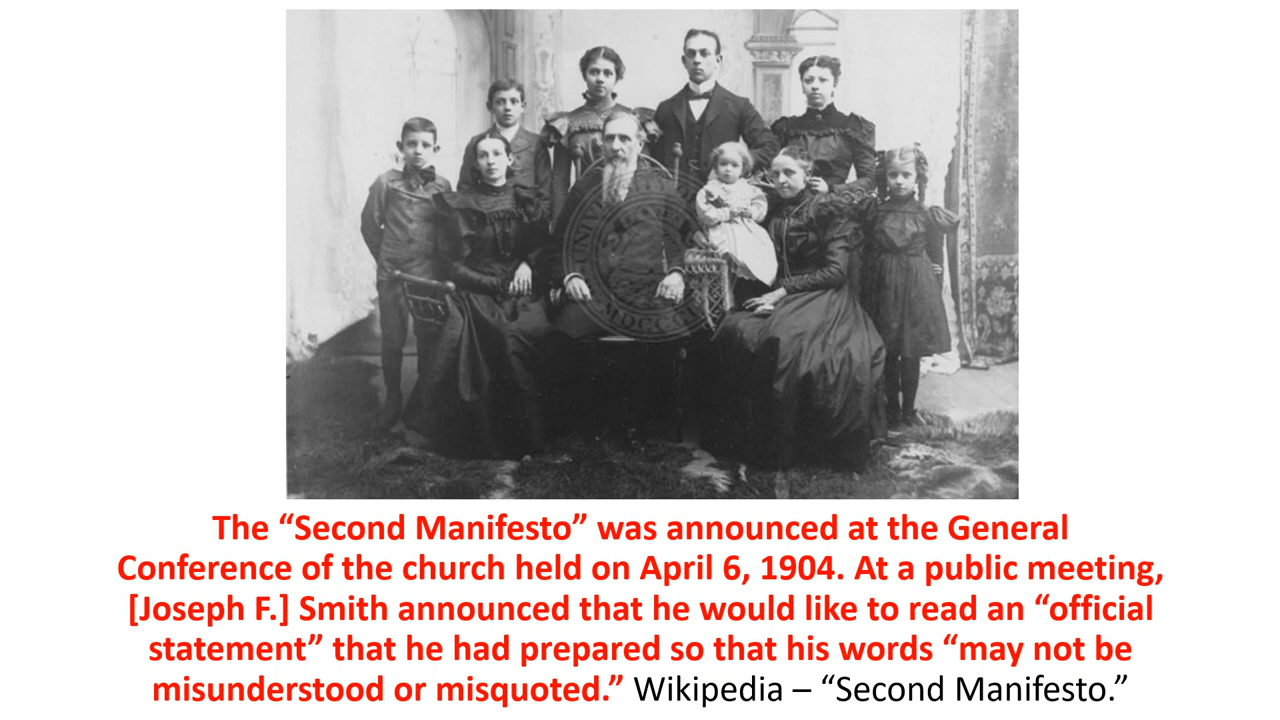 The “Second Manifesto” was announced at the General
Conference of the church held on April 6, 1904. At a public meeting,
[Joseph F.] Smith announced that he would like to read an “official
statement” that he had prepared so that his words “may not be
misunderstood or misquoted.” Wikipedia – “Second Manifesto.”